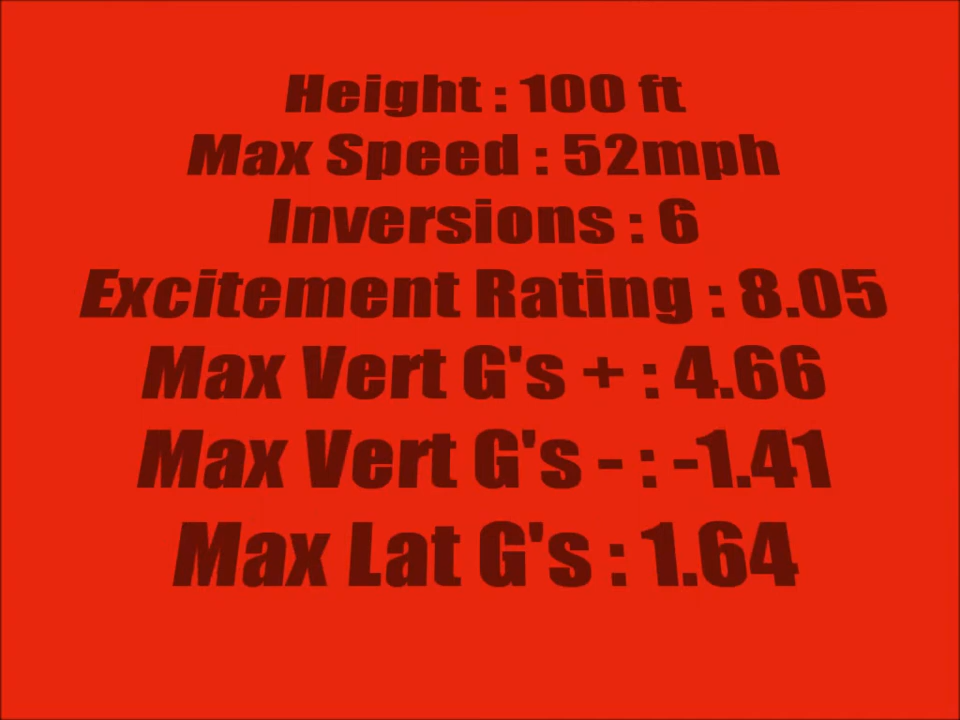 Height : 100 ft
Max Speed : 52mph
Inversions : 6
Excitement Rating : 8.05
Max Vert G's + : 4.66
Max Vert G's - : -1.41
Max Lat G's : 1.64